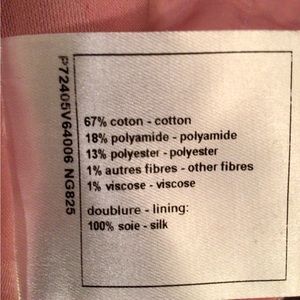 P72405V64006 NG825
67% coton - cotton
18% polyamide - polyamide
13% polyester - polyester
1% autres fibres - other fibres
1% viscose - viscose
doublure - lining:
100% soie - silk